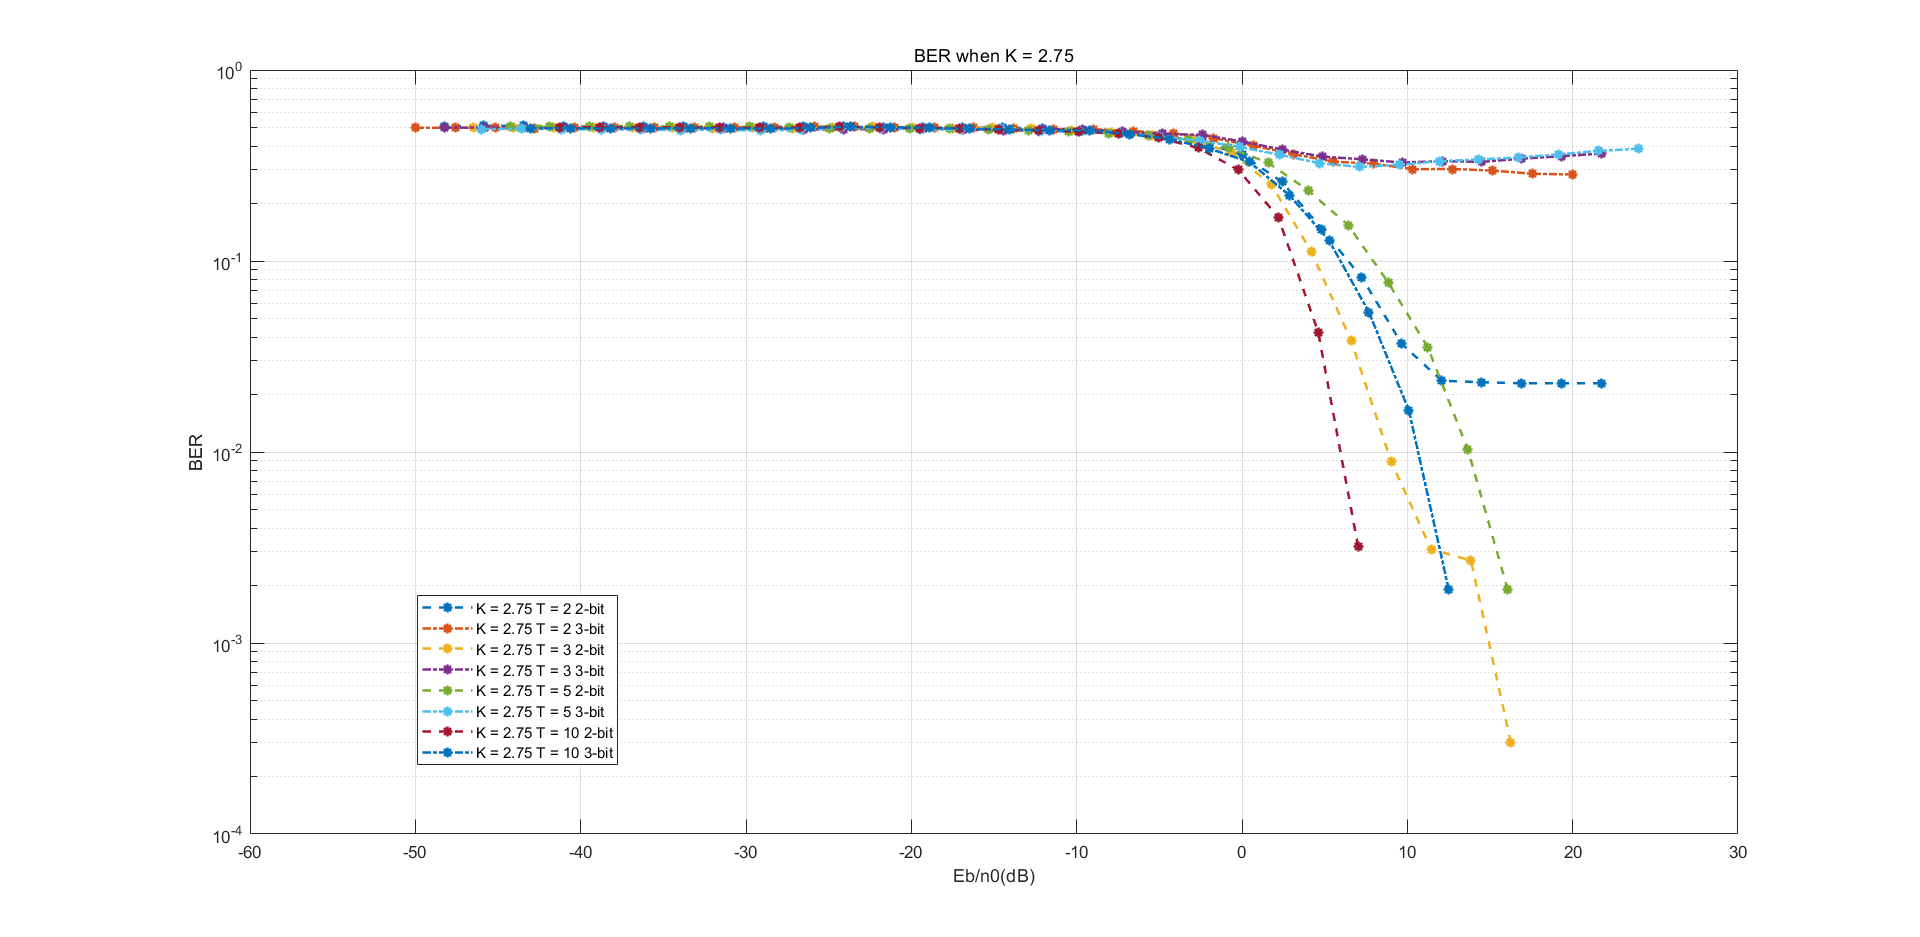 BER when K = 2.75
10^0
10^-1
10^-2
10^-3
10^-4
BER
K = 2.75 T = 2 2-bit
K = 2.75 T = 2 3-bit
K = 2.75 T = 3 2-bit
K = 2.75 T = 3 3-bit
K = 2.75 T = 5 2-bit
K = 2.75 T = 5 3-bit
K = 2.75 T = 10 2-bit
K = 2.75 T = 10 3-bit
-60 -50 -40 -30 -20 -10 0 10 20 30
Eb/n0(dB)